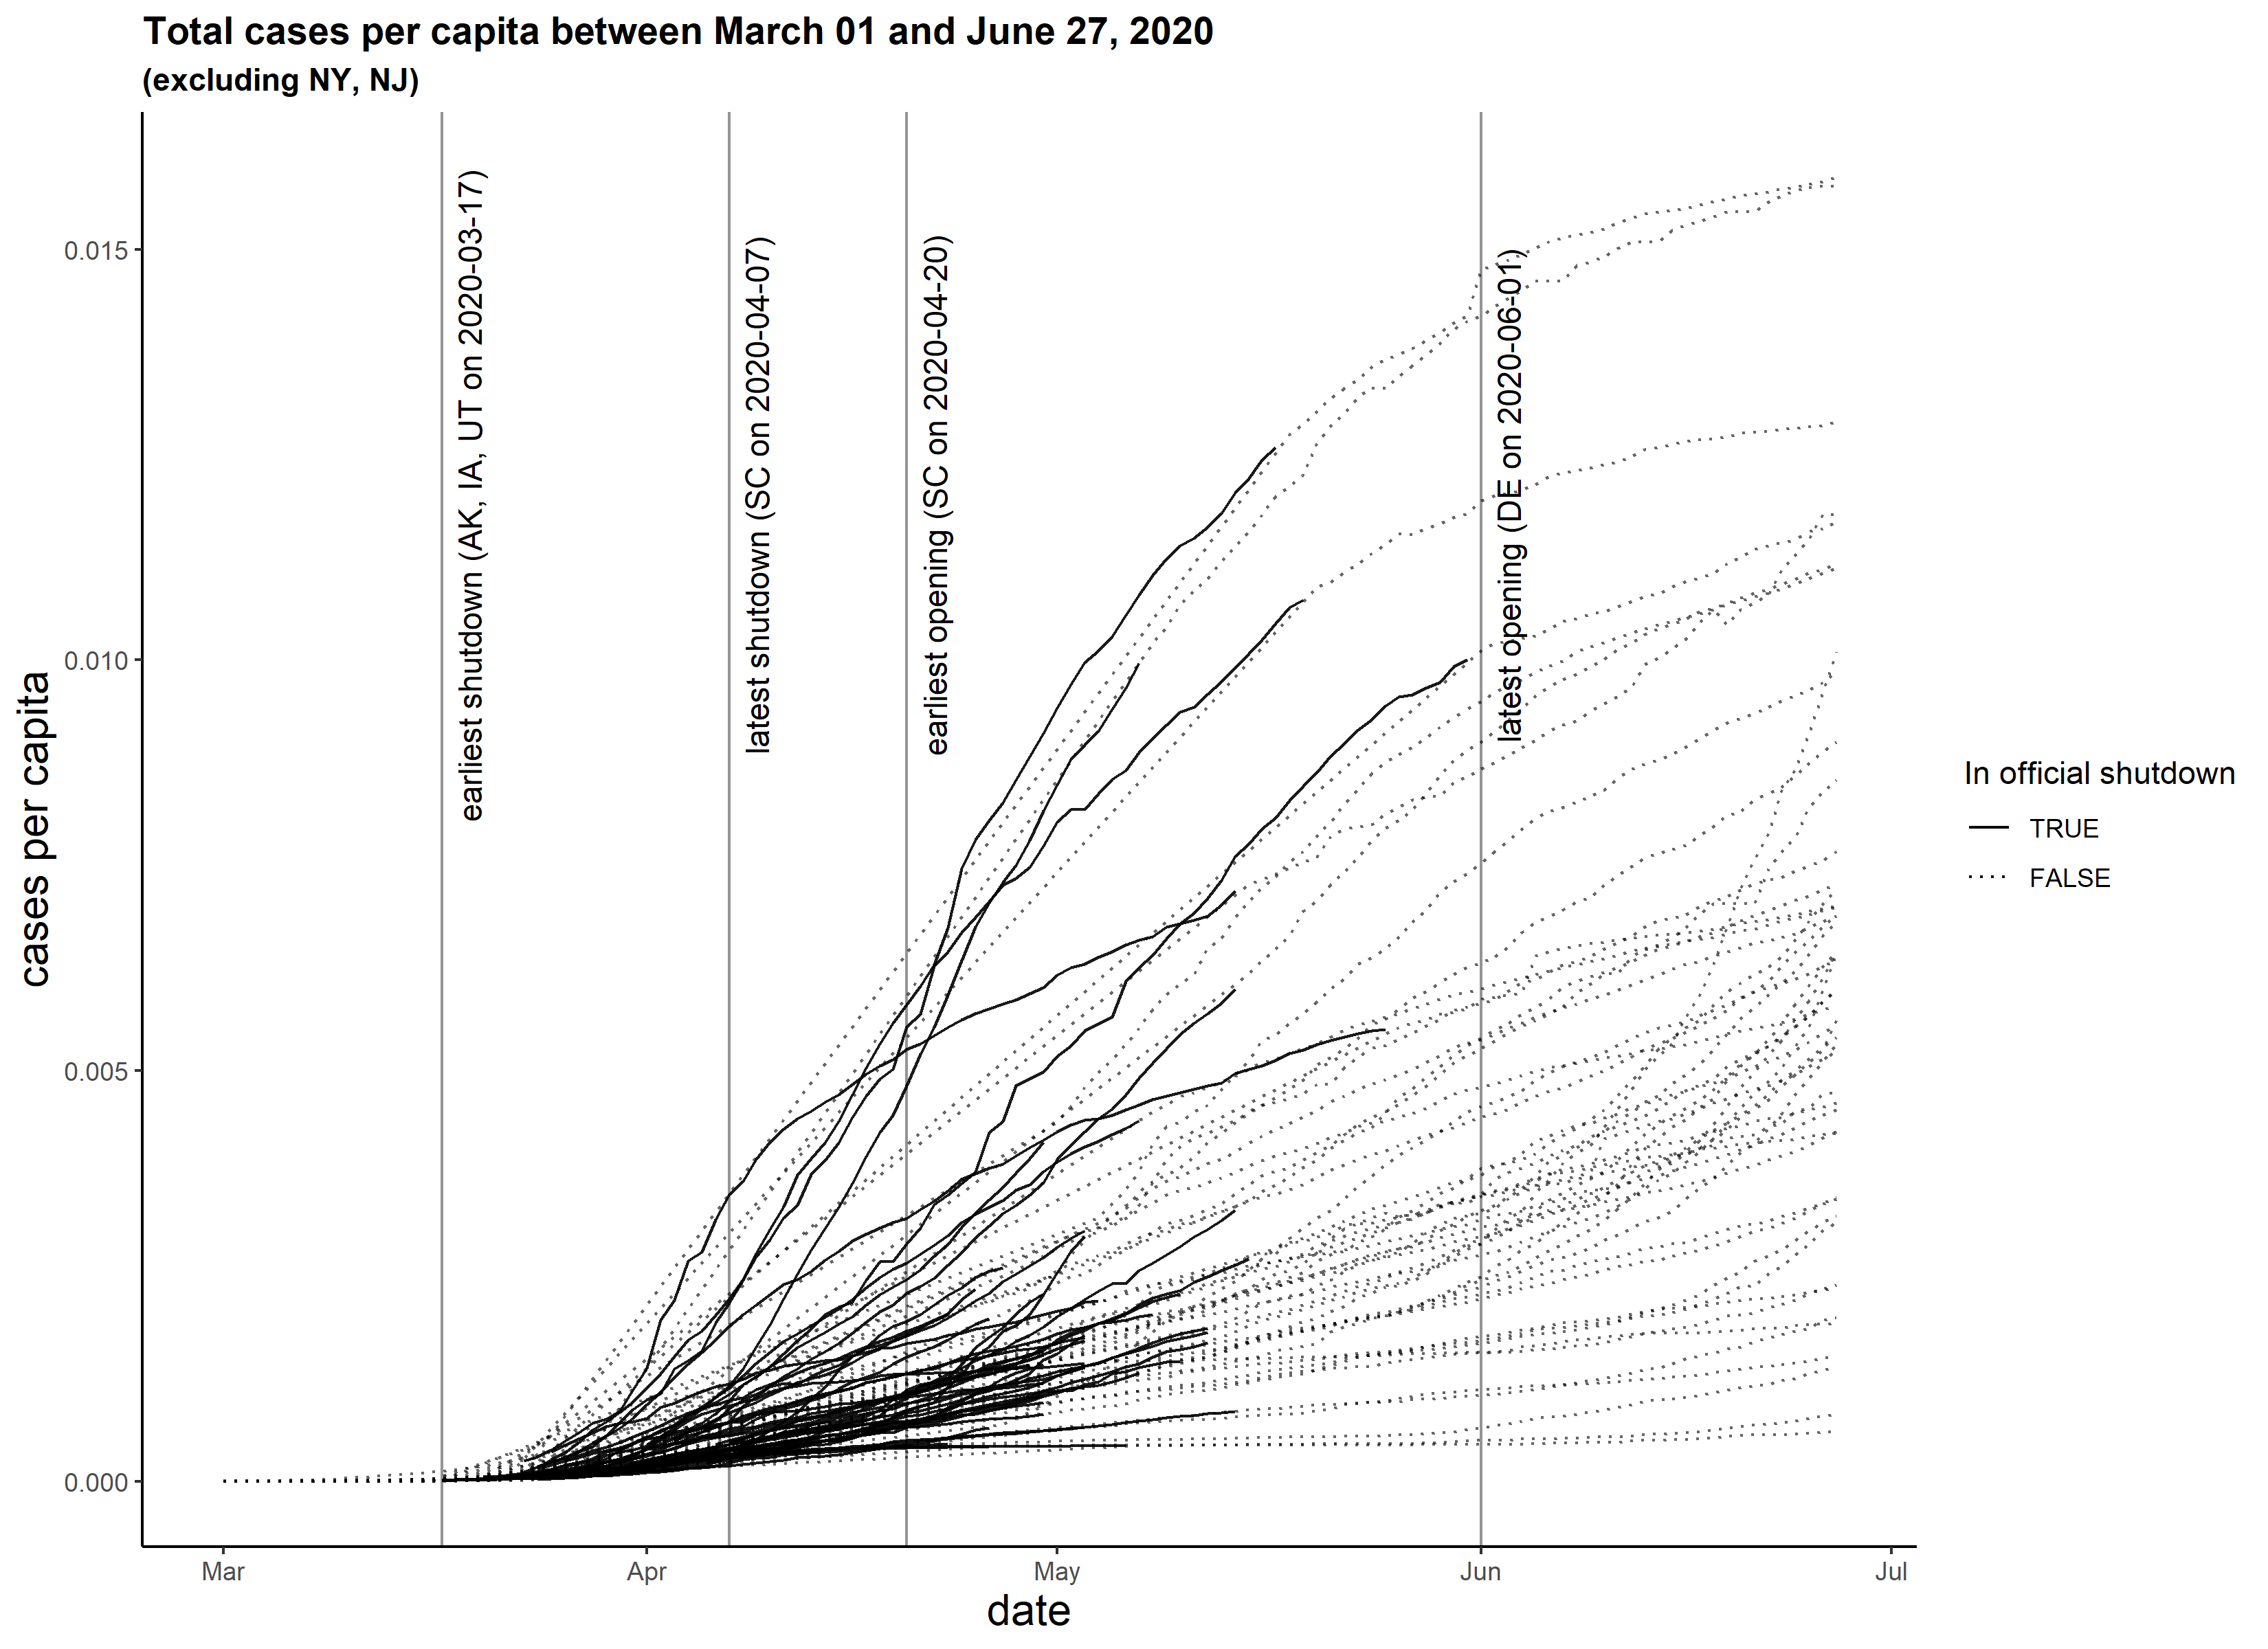 Total cases per capita between March 01 and June 27, 2020
(excluding NY, NJ)
cases per capita
0.015
0.010
0.005
0.000
earliest shutdown (AK, IA, UT on 2020-03-17)
latest shutdown (SC on 2020-04-07)
earliest opening (SC on 2020-04-20)
latest opening (DE on 2020-06-01)
In official shutdown
TRUE
FALSE
Mar
Apr
May
Jun
Jul
date